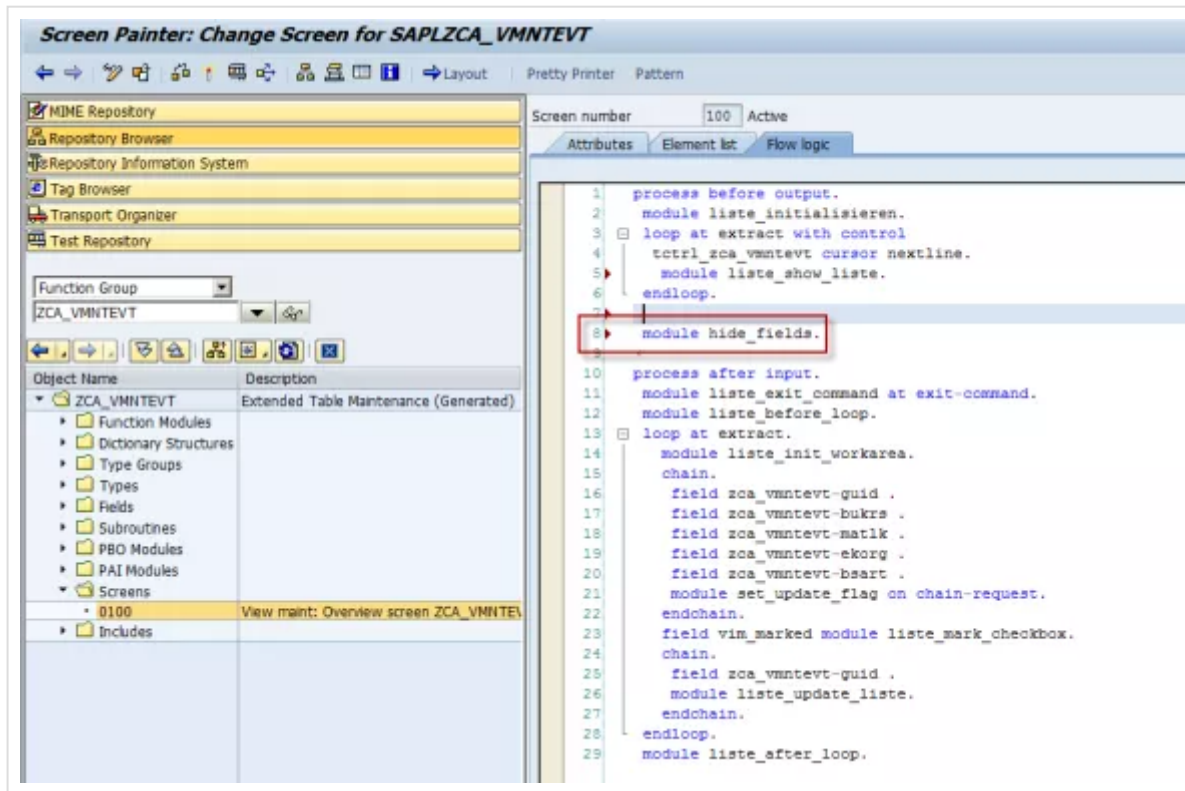 Screen Painter: Change Screen for SAPLZCA_VMNTEVT
Layout Pretty Printer Pattern
MIME Repository
Repository Browser
Repository Information System
Tag Browser
Transport Organizer
Test Repository
Function Group
ZCA_VMNTEVT
Object Name Description
ZCA_VMNTEVT Extended Table Maintenance (Generated)
Function Modules
Dictionary Structures
Type Groups
Types
Fields
Subroutines
PBO Modules
PAI Modules
Screens
0100 View maint: Overview screen ZCA_VMNTEV
Includes
Screen number 100 Active
Attributes Element list Flow logic
1 process before output.
2 module liste_initialisieren.
3 loop at extract with control
4 tctrl_zca_vmntevt cursor nextline.
5 module liste_show_liste.
6 endloop.
7
8 module hide_fields.
9
10 process after input.
11 module liste_exit_command at exit-command.
12 module liste_before_loop.
13 loop at extract.
14 module liste_init_workarea.
15 chain.
16 field zca_vmntevt-guid .
17 field zca_vmntevt-bukrs .
18 field zca_vmntevt-matlk .
19 field zca_vmntevt-ekorg .
20 field zca_vmntevt-bsart .
21 module set_update_flag on chain-request.
22 endchain.
23 field vim_marked module liste_mark_checkbox.
24 chain.
25 field zca_vmntevt-guid .
26 module liste_update_liste.
27 endchain.
28 endloop.
29 module liste_after_loop.